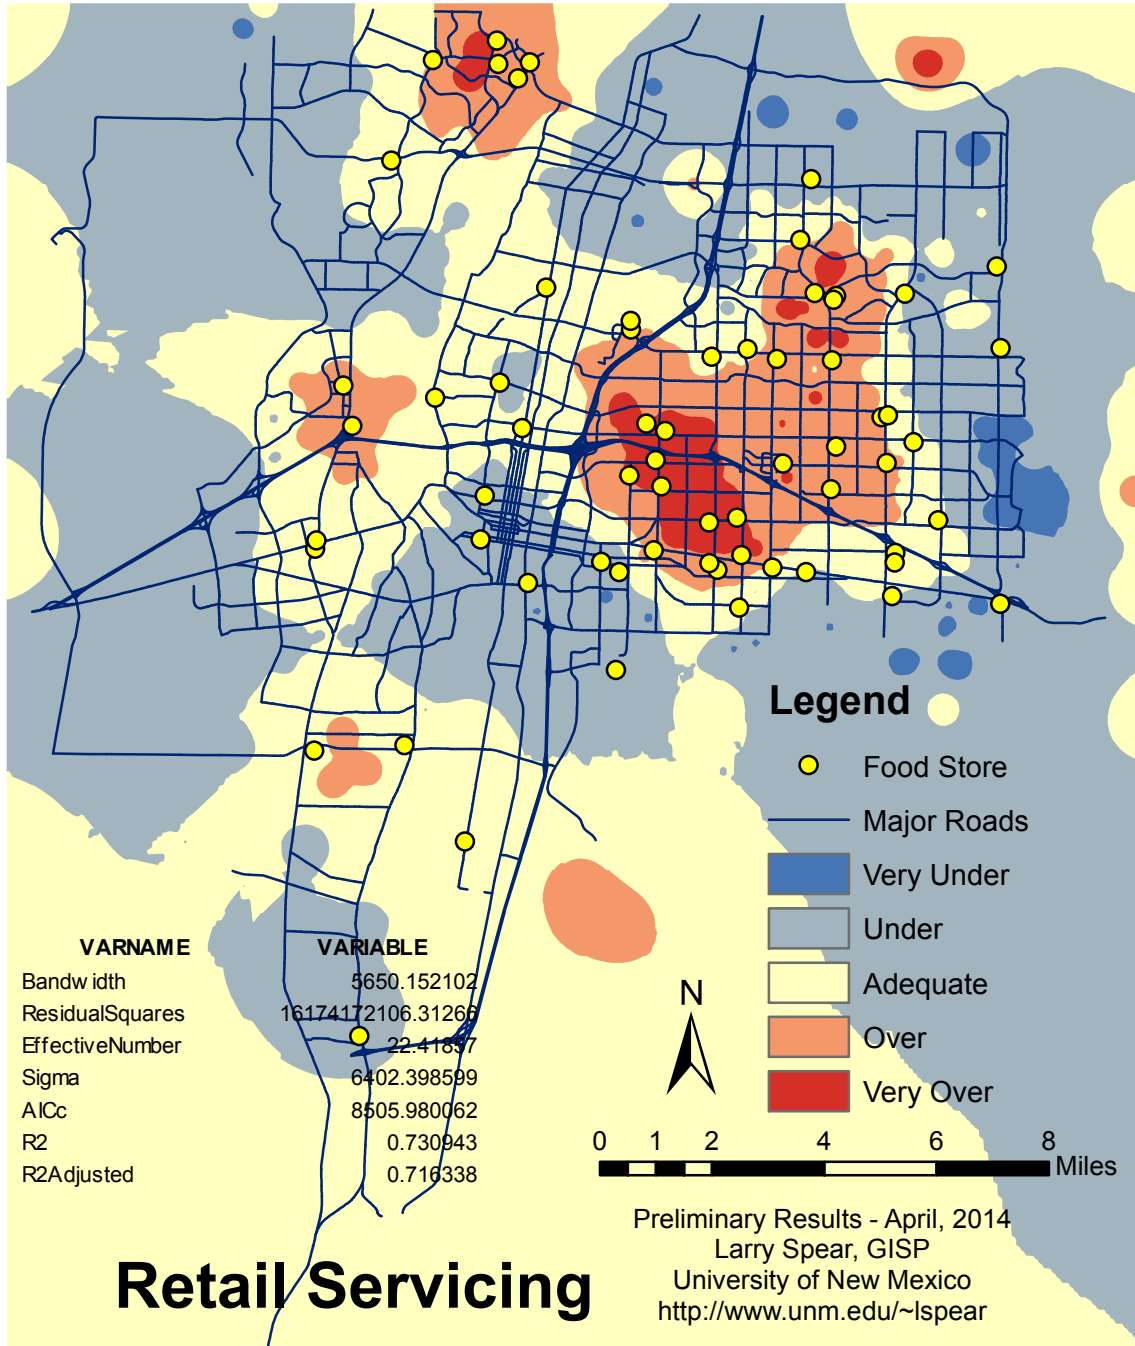 Legend
Food Store
Major Roads
Very Under
Under
Adequate
Over
Very Over
VARNAME VARIABLE
Bandwidth 5650.152102
ResidualSquares 16174172106.31266
EffectiveNumber 22.41857
Sigma 6402.398599
AICc 8505.980062
R2 0.730943
R2Adjusted 0.716338
N
0 1 2 4 6 8
Miles
Preliminary Results - April, 2014
Larry Spear, GISP
University of New Mexico
http://www.unm.edu/~lspear
Retail Servicing